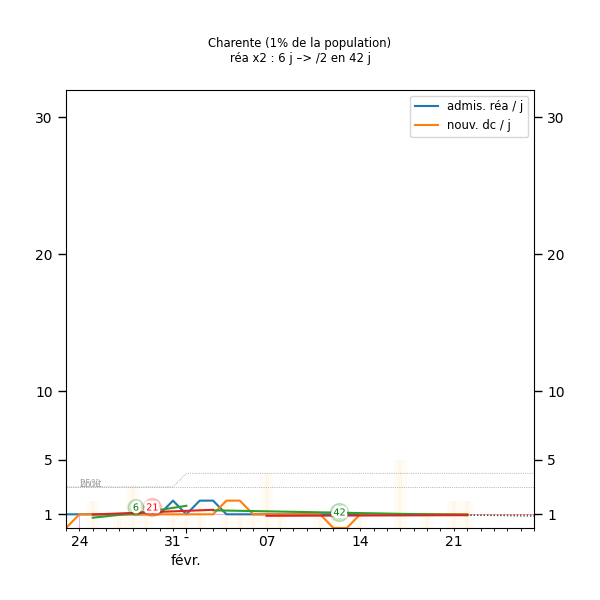 Charente (1% de la population)
réa x2 : 6 j –> /2 en 42 j
admis. réa / j
nouv. dc / j
30 30
20 20
10 10
5 5
1 1
6 21 42
24 31 - 07 14 21
févr.